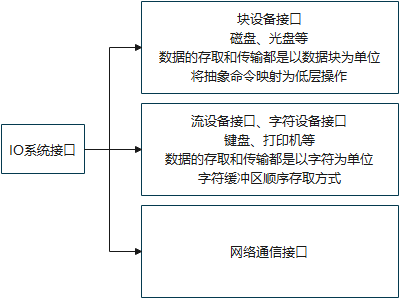 块设备接口
磁盘、光盘等
数据的存取和传输都是以数据块为单位
将抽象命令映射为低层操作
流设备接口、字符设备接口
键盘、打印机等
数据的存取和传输都是以字符为单位
字符缓冲区顺序存取方式
IO系统接口
网络通信接口